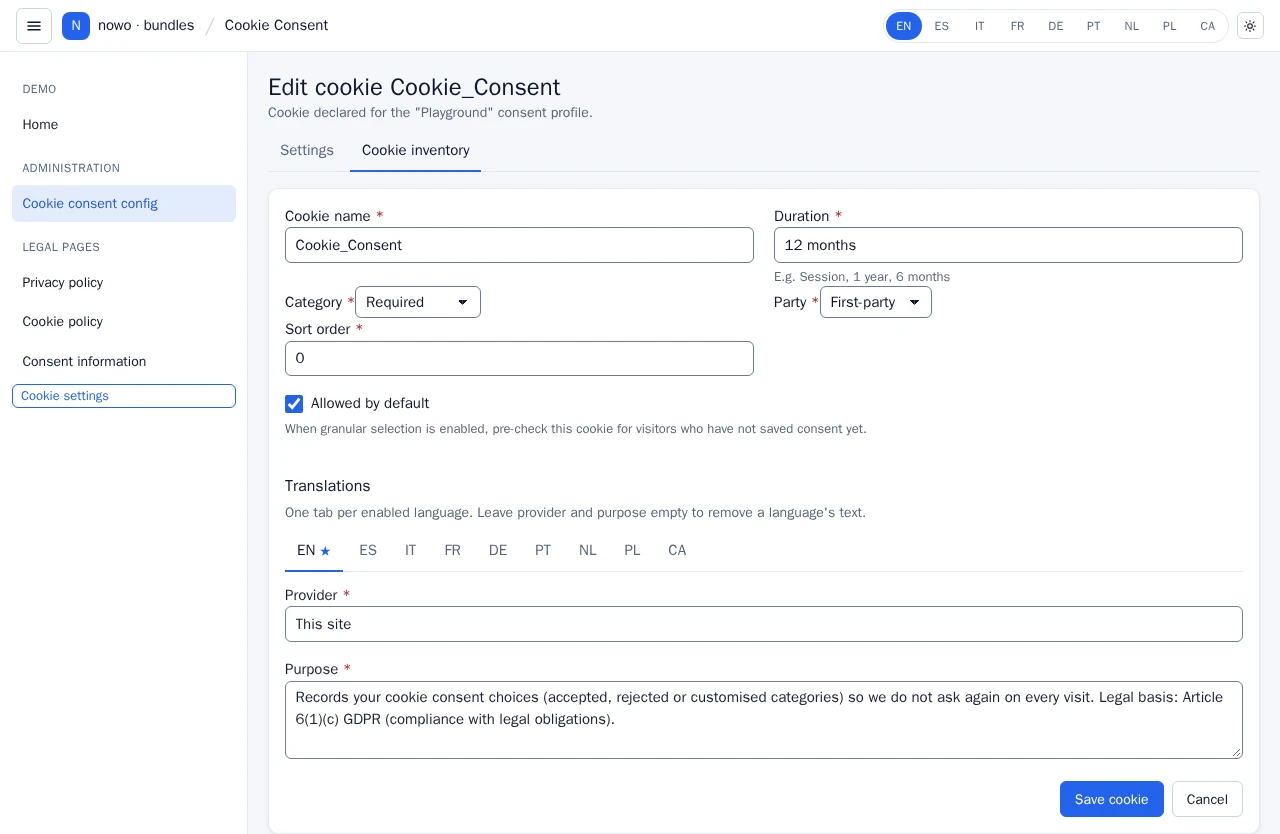 N nowo · bundles / Cookie Consent
EN ES IT FR DE PT NL PL CA
DEMO
Home
ADMINISTRATION
Cookie consent config
LEGAL PAGES
Privacy policy
Cookie policy
Consent information
Cookie settings
Edit cookie Cookie_Consent
Cookie declared for the "Playground" consent profile.
Settings Cookie inventory
Cookie name *
Cookie_Consent
Duration *
12 months
E.g. Session, 1 year, 6 months
Category * Required
Party * First-party
Sort order *
0
Allowed by default
When granular selection is enabled, pre-check this cookie for visitors who have not saved consent yet.
Translations
One tab per enabled language. Leave provider and purpose empty to remove a language's text.
EN ★ ES IT FR DE PT NL PL CA
Provider *
This site
Purpose *
Records your cookie consent choices (accepted, rejected or customised categories) so we do not ask again on every visit. Legal basis: Article
6(1)(c) GDPR (compliance with legal obligations).
Save cookie Cancel